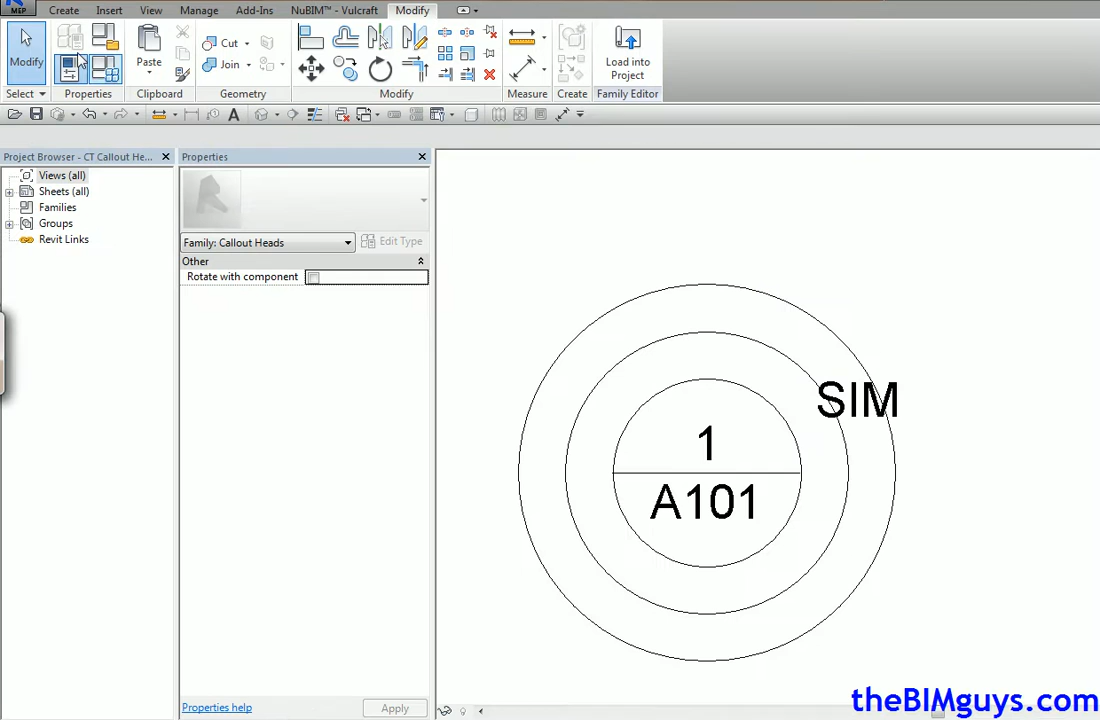 MEP
Create Insert View Manage Add-Ins NuBIM™ - Vulcraft Modify
Modify
Paste
Cut
Join
Load into
Project
Select Properties Clipboard Geometry Modify Measure Create Family Editor
A
Project Browser - CT Callout He...
Views (all)
Sheets (all)
Families
Groups
Revit Links
Properties
Family: Callout Heads
Edit Type
Other
Rotate with component
Properties help
Apply
SIM
1
A101
theBIMguys.com